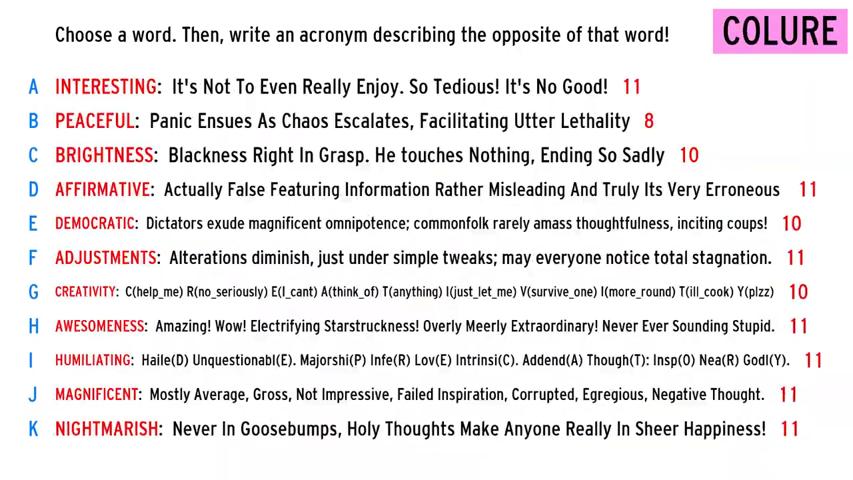 Choose a word. Then, write an acronym describing the opposite of that word!
COLURE
A INTERESTING: It's Not To Even Really Enjoy. So Tedious! It's No Good! 11
B PEACEFUL: Panic Ensues As Chaos Escalates, Facilitating Utter Lethality 8
C BRIGHTNESS: Blackness Right In Grasp. He touches Nothing, Ending So Sadly 10
D AFFIRMATIVE: Actually False Featuring Information Rather Misleading And Truly Its Very Erroneous 11
E DEMOCRATIC: Dictators exude magnificent omnipotence; commonfolk rarely amass thoughtfulness, inciting coups! 10
F ADJUSTMENTS: Alterations diminish, just under simple tweaks; may everyone notice total stagnation. 11
G CREATIVITY: C(help_me) R(no_seriously) E(I_cant) A(think_of) T(anything) I(just_let_me) V(survive_one) I(more_round) T(ill_cook) Y(plzz) 10
H AWESOMENESS: Amazing! Wow! Electrifying Starstruckness! Overly Meerly Extraordinary! Never Ever Sounding Stupid. 11
I HUMILIATING: Haile(D) Unquestionabl(E). Majorshi(P) Infe(R) Lov(E) Intrinsi(C). Addend(A) Though(T): Insp(O) Nea(R) Godl(Y). 11
J MAGNIFICENT: Mostly Average, Gross, Not Impressive, Failed Inspiration, Corrupted, Egregious, Negative Thought. 11
K NIGHTMARISH: Never In Goosebumps, Holy Thoughts Make Anyone Really In Sheer Happiness! 11